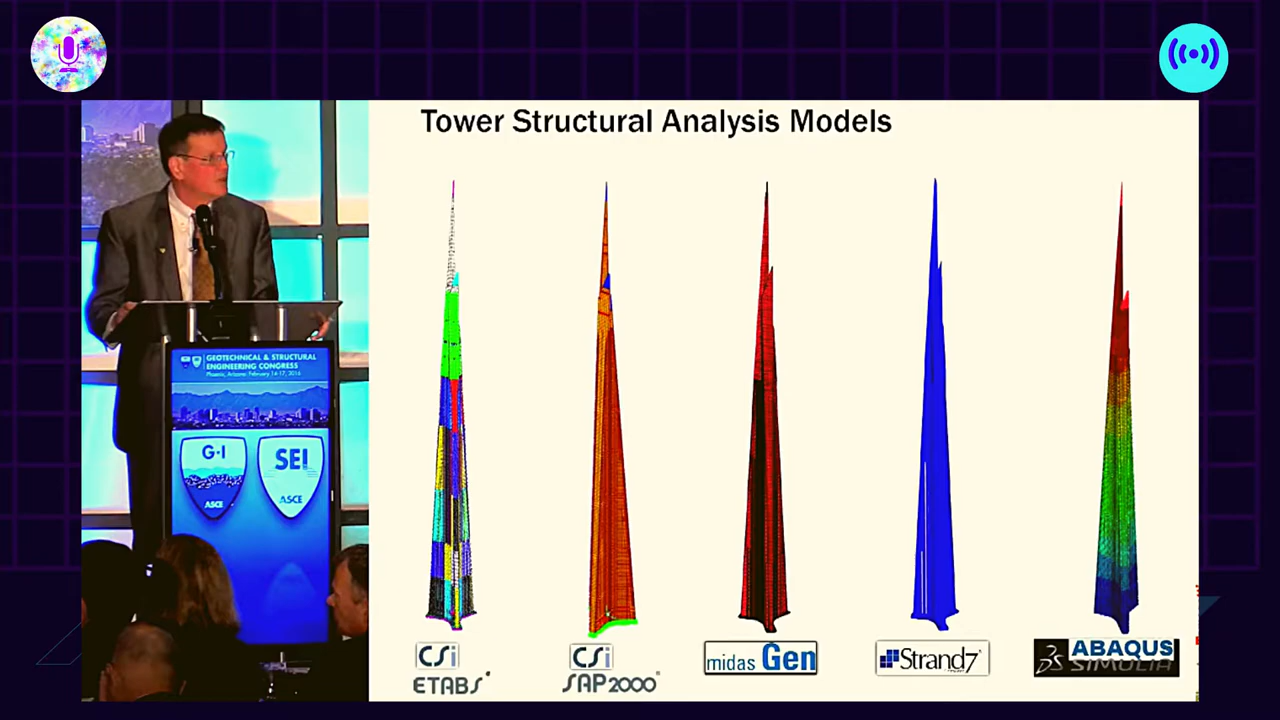 Tower Structural Analysis Models
GEOTECHNICAL & STRUCTURAL
ENGINEERING CONGRESS
Phoenix, Arizona: February 14-17, 2016
G-I
ASCE
SEI
ASCE
CSi
ETABS
CSi
SAP2000
midas Gen
Strand7
ABAQUS
SIMULIA